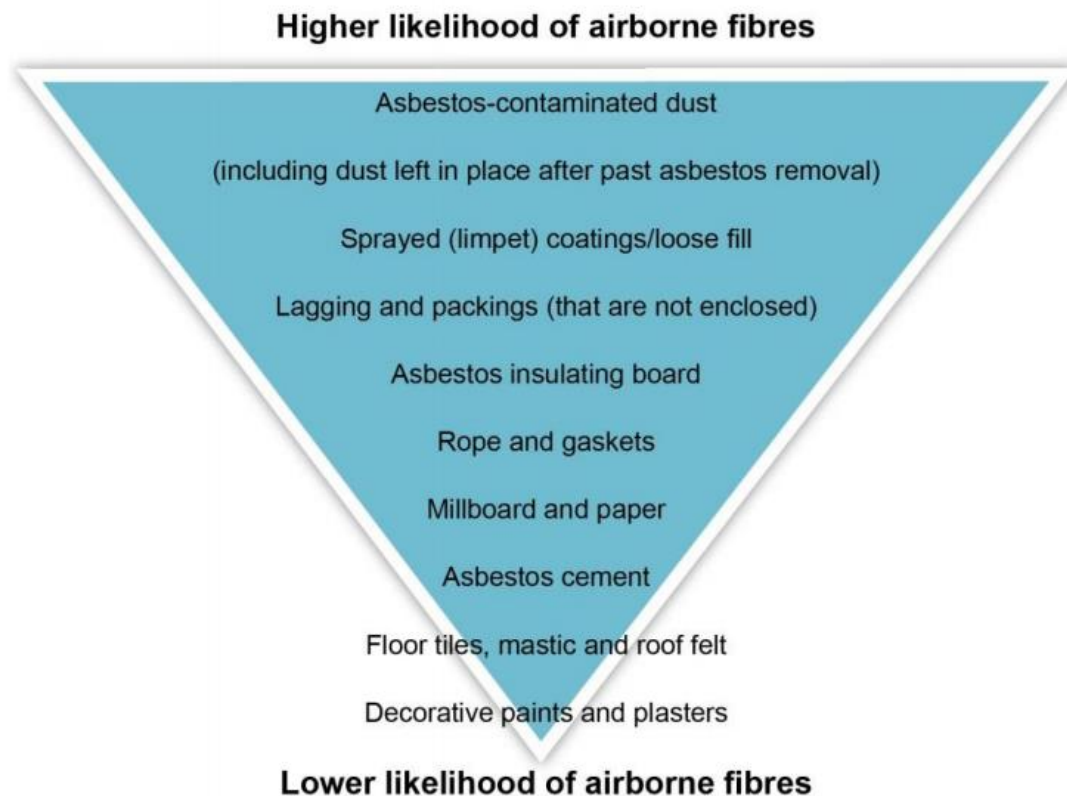 Higher likelihood of airborne fibres
Asbestos-contaminated dust
(including dust left in place after past asbestos removal)
Sprayed (limpet) coatings/loose fill
Lagging and packings (that are not enclosed)
Asbestos insulating board
Rope and gaskets
Millboard and paper
Asbestos cement
Floor tiles, mastic and roof felt
Decorative paints and plasters
Lower likelihood of airborne fibres